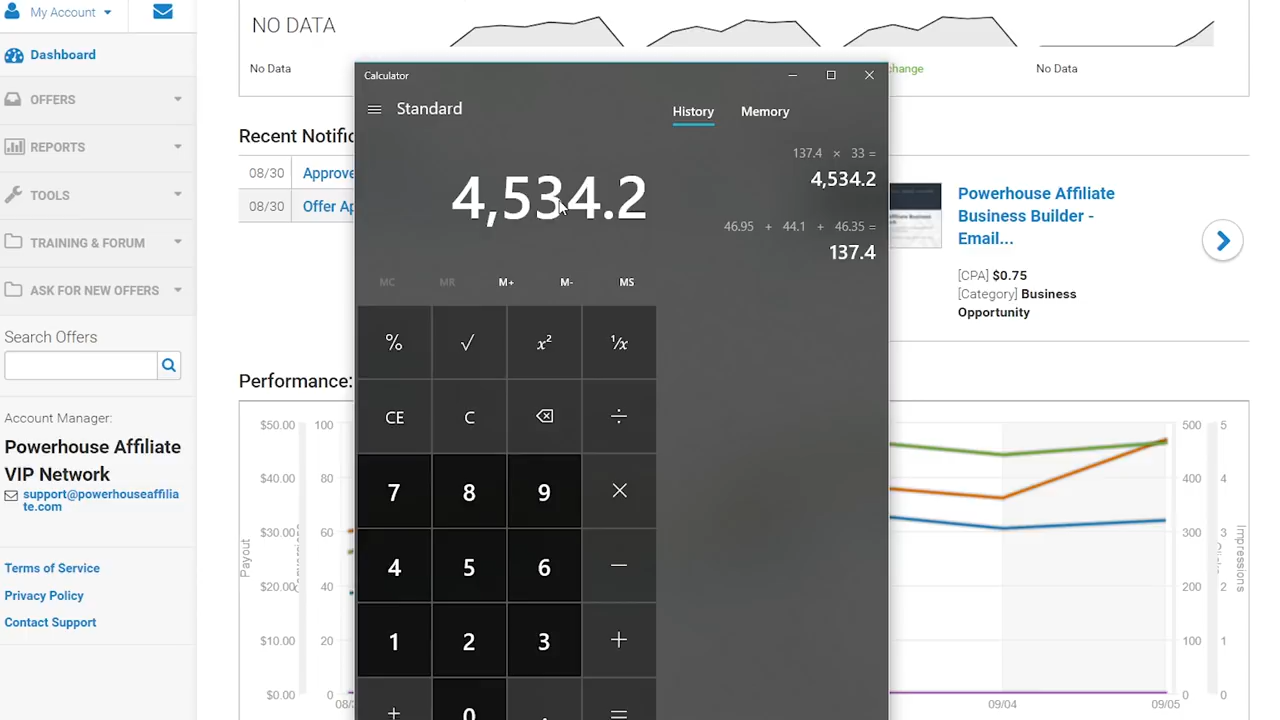 My Account
Dashboard
OFFERS
REPORTS
TOOLS
TRAINING & FORUM
ASK FOR NEW OFFERS
Search Offers
Account Manager:
Powerhouse Affiliate
VIP Network
support@powerhouseaffilia
te.com
Terms of Service
Privacy Policy
Contact Support
NO DATA
No Data
change
No Data
Recent Notific
08/30 Approve
08/30 Offer Ap
Calculator
Standard
History Memory
137.4 × 33 =
4,534.2
46.95 + 44.1 + 46.35 =
137.4
4,534.2
MC MR M+ M- MS
% √ x² ¹/x
CE C ÷
7 8 9 ×
4 5 6 −
1 2 3 +
0 . =
Powerhouse Affiliate
Business Builder -
Email...
[CPA] $0.75
[Category] Business
Opportunity
Performance:
$50.00 100 500 5
$40.00 80 400 4
$30.00 60 300 3
$20.00 40 200 2
$10.00 20 100 1
$0.00 0 0 0
Payout
Impressions
09/04 09/05